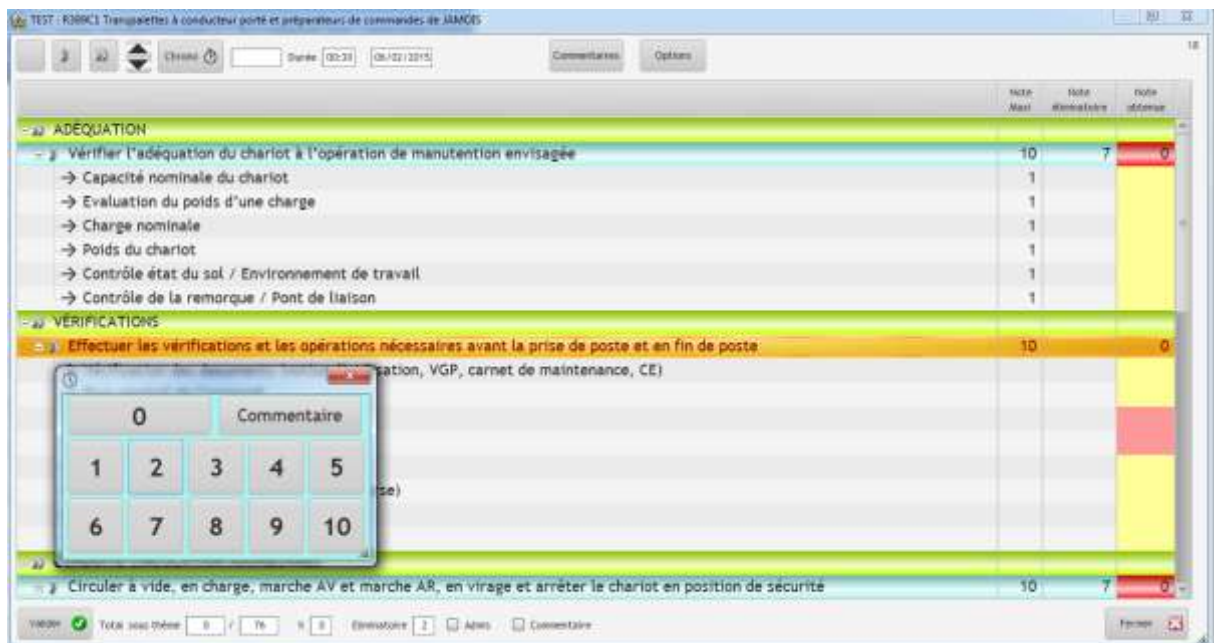 TEST : R389C1 Transpalettes à conducteur porté et préparateurs de commandes de JAMOIS
18
Chrono Durée 00:30 06/02/2015 Commentaires Options
Note Maxi Note éliminatoire Note obtenue
ADÉQUATION
Vérifier l'adéquation du chariot à l'opération de manutention envisagée 10 7 0
→ Capacité nominale du chariot 1
→ Evaluation du poids d'une charge 1
→ Charge nominale 1
→ Poids du chariot 1
→ Contrôle état du sol / Environnement de travail 1
→ Contrôle de la remorque / Pont de liaison 1
VÉRIFICATIONS
Effectuer les vérifications et les opérations nécessaires avant la prise de poste et en fin de poste 10 0
VGP, carnet de maintenance, CE)
0 Commentaire
1 2 3 4 5
6 7 8 9 10
Circuler à vide, en charge, marche AV et marche AR, en virage et arrêter le chariot en position de sécurité 10 7 0
Valider Total sous thème 0 / 76 % 0 Éliminatoire 2 Admis Commentaire Fermer